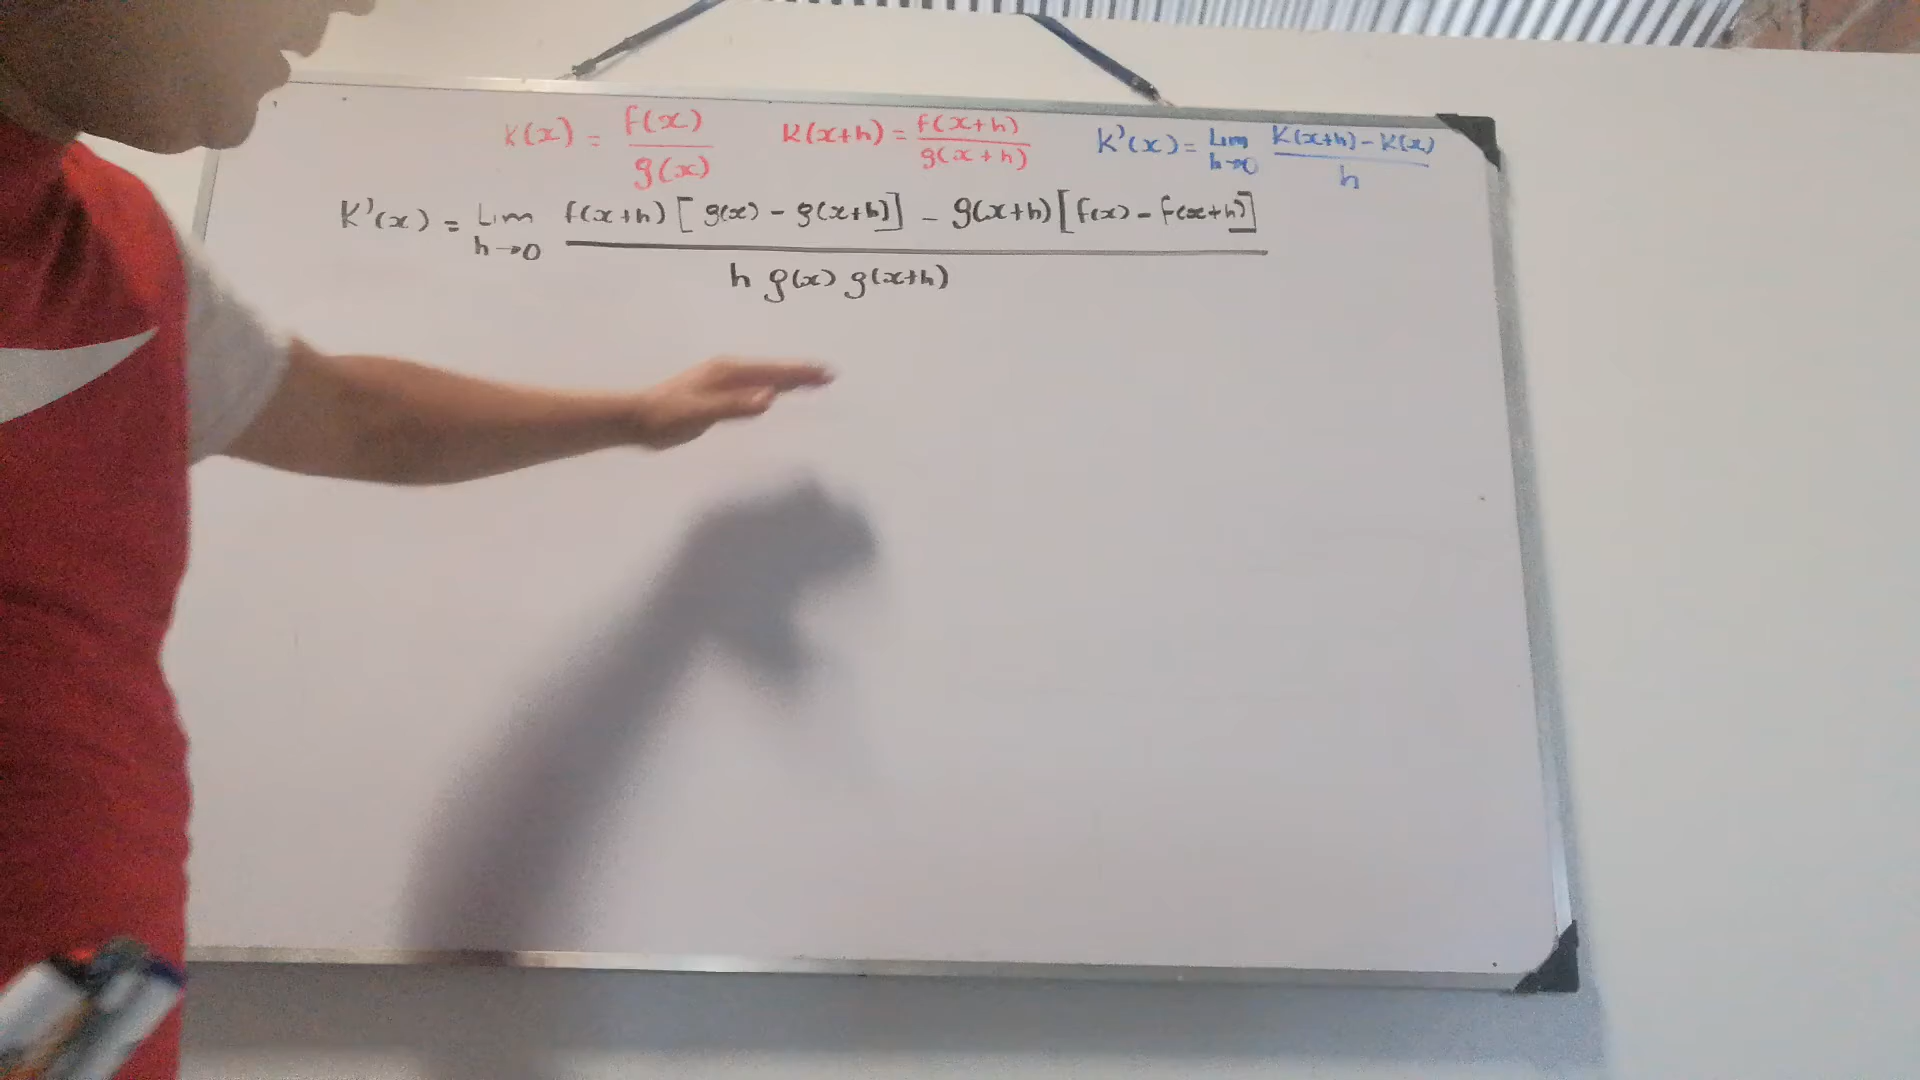 K(x) = f(x)/g(x) K(x+h) = f(x+h)/g(x+h) K'(x) = Lim h→0 K(x+h) - K(x)/h
K'(x) = Lim h→0 f(x+h)[g(x) - g(x+h)] - g(x+h)[f(x) - f(x+h)]
h g(x) g(x+h)